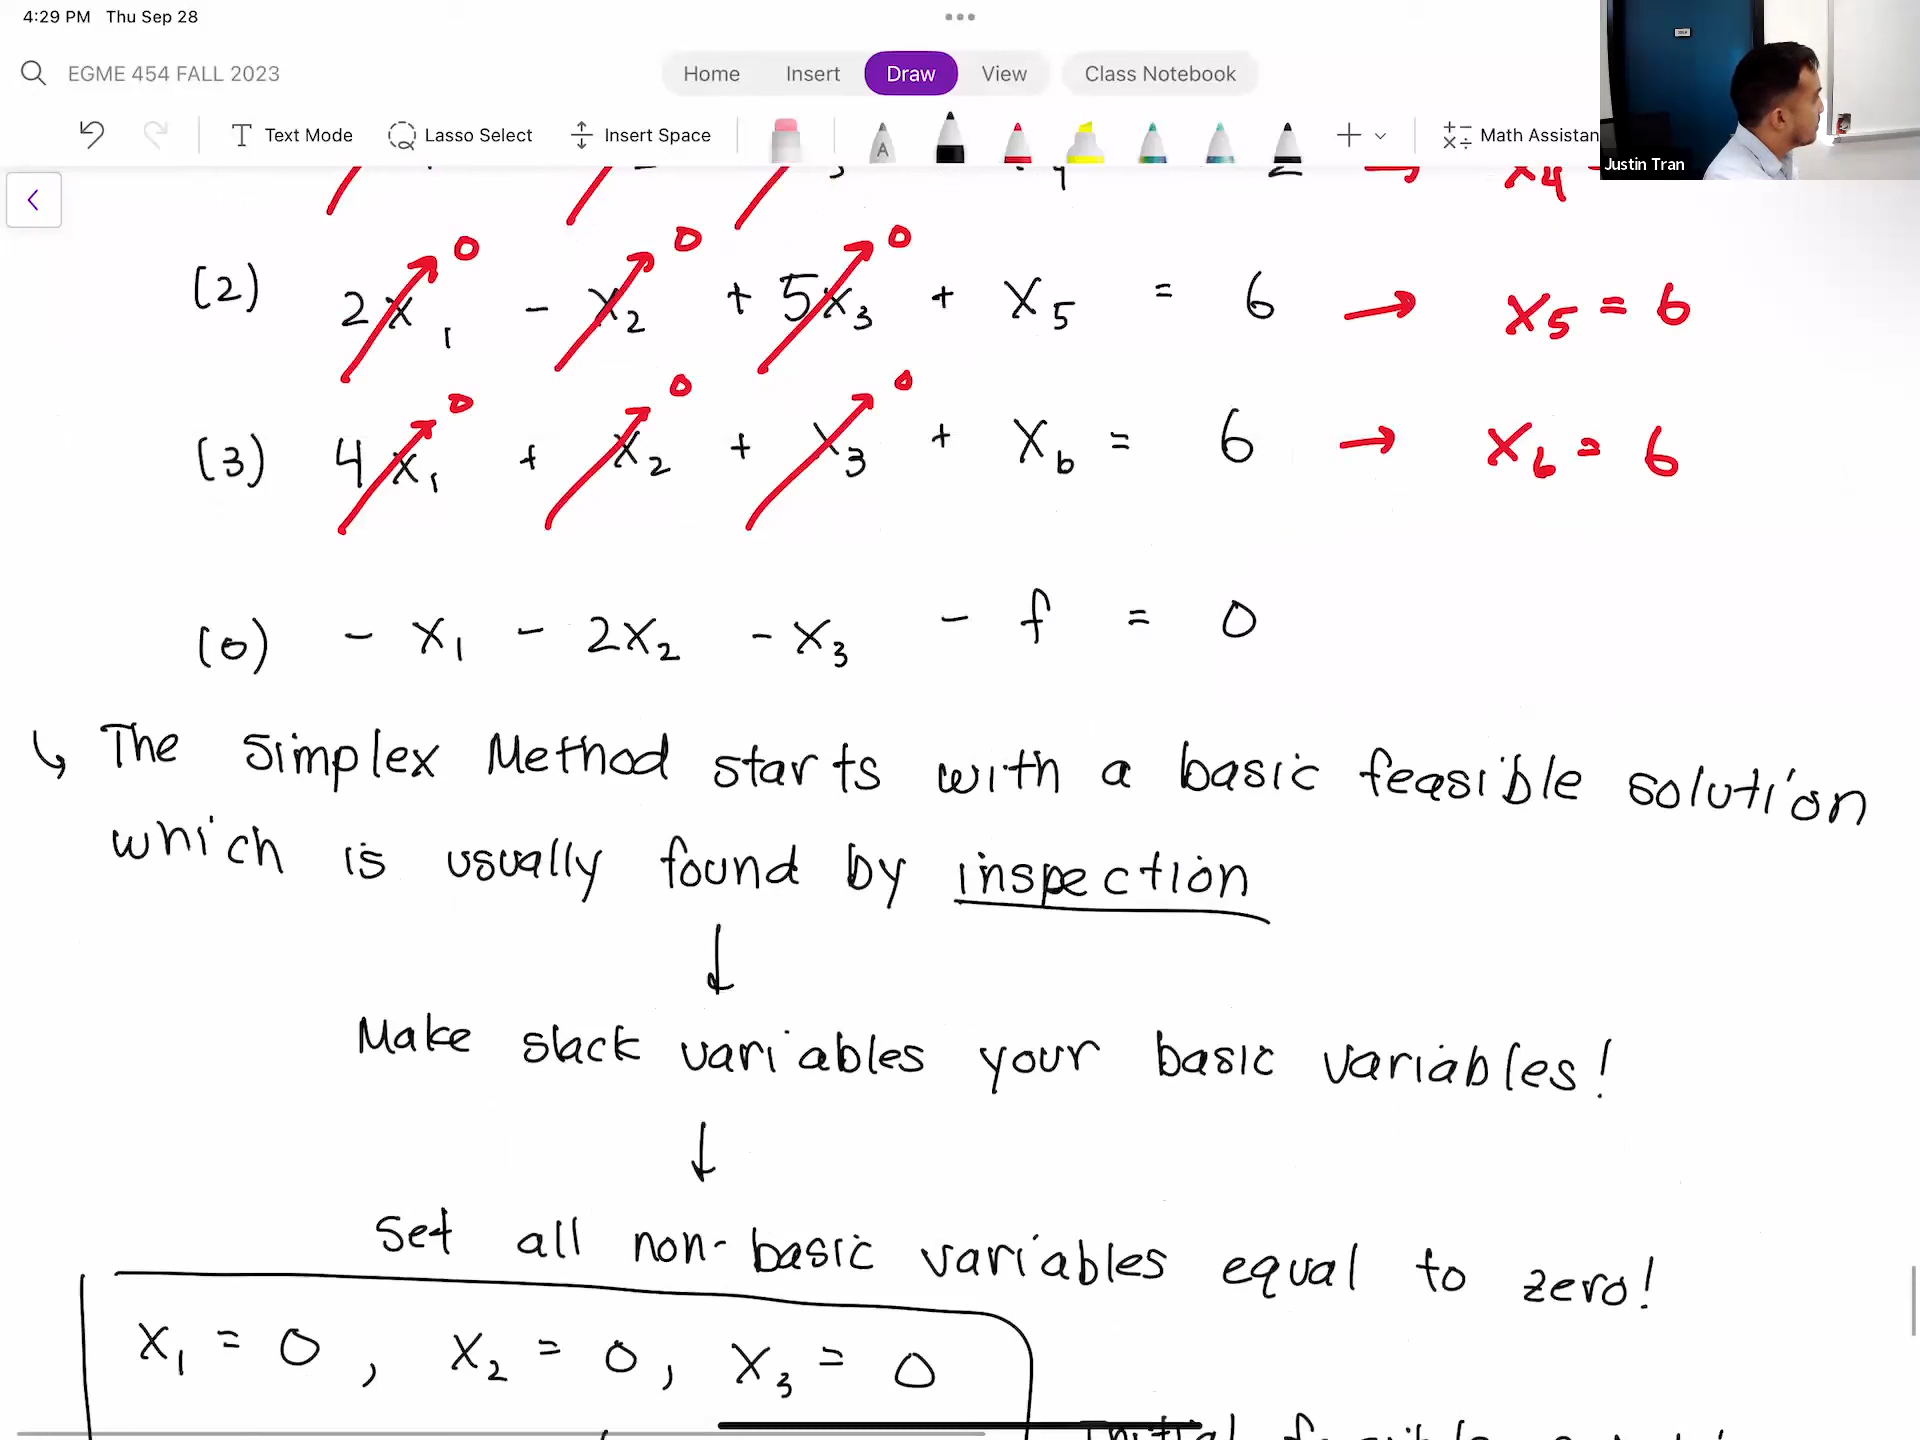 4:29 PM Thu Sep 28
EGME 454 FALL 2023
Home Insert Draw View Class Notebook
Text Mode Lasso Select Insert Space A Math Assistan
Justin Tran
→ x4
(2) 2x1 - x2 + 5x3 + x5 = 6 → x5 = 6
0 0 0
(3) 4x1 + x2 + x3 + x6 = 6 → x6 = 6
0 0 0
(0) - x1 - 2x2 - x3 - f = 0
↳ The Simplex Method starts with a basic feasible solution
which is usually found by inspection
↓
Make slack variables your basic variables!
↓
Set all non-basic variables equal to zero!
x1 = 0, x2 = 0, x3 = 0
Initial feasible